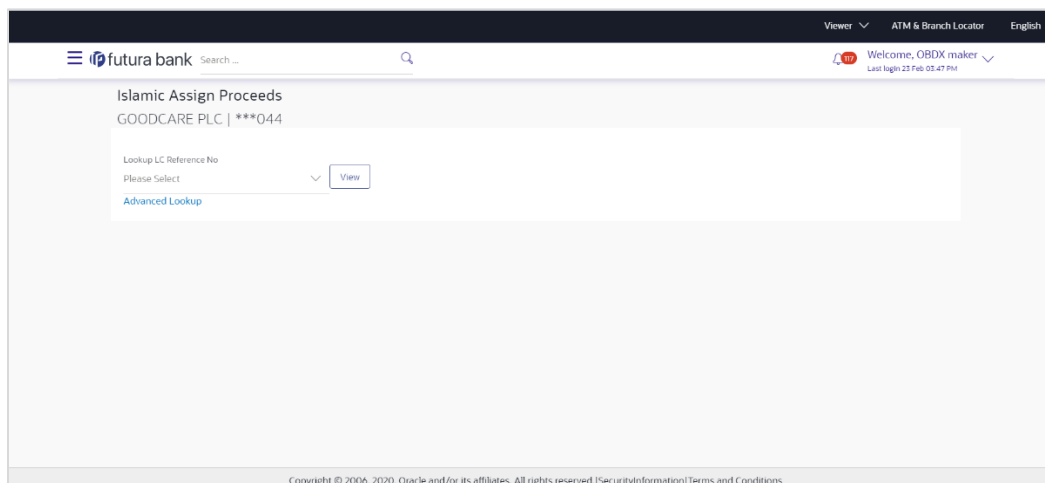 Viewer ATM & Branch Locator English
futura bank Search ... 117 Welcome, OBDX maker
Last login 23 Feb 03:47 PM
Islamic Assign Proceeds
GOODCARE PLC | ***044
Lookup LC Reference No
Please Select View
Advanced Lookup
Copyright © 2006, 2020, Oracle and/or its affiliates. All rights reserved.|SecurityInformation|Terms and Conditions